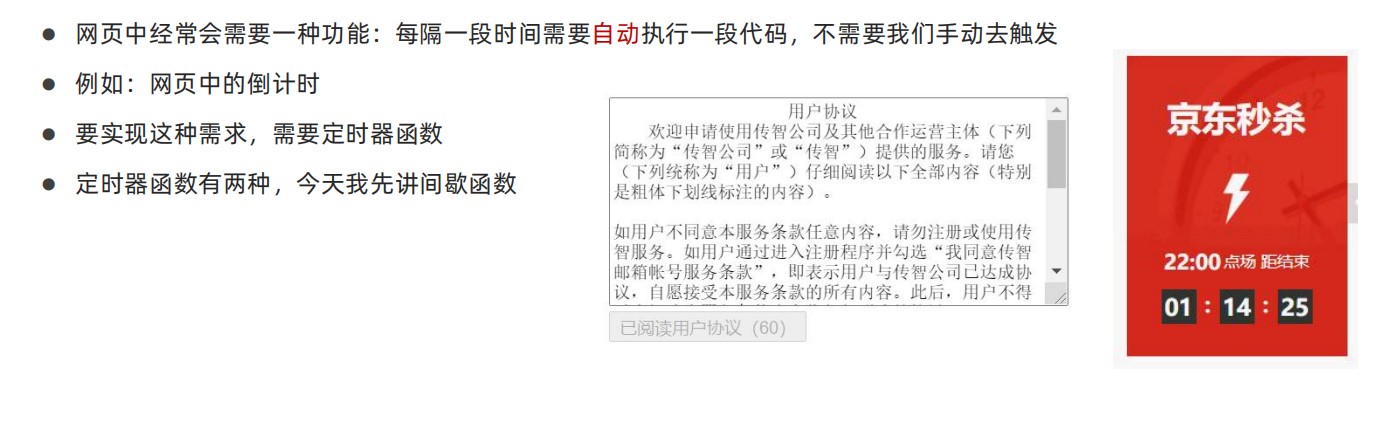 ● 网页中经常会需要一种功能：每隔一段时间需要自动执行一段代码，不需要我们手动去触发
● 例如：网页中的倒计时
● 要实现这种需求，需要定时器函数
● 定时器函数有两种，今天我先讲间歇函数
用户协议
欢迎申请使用传智公司及其他合作运营主体（下列
简称为“传智公司”或“传智”）提供的服务。请您
（下列统称为“用户”）仔细阅读以下全部内容（特别
是粗体下划线标注的内容）。
如用户不同意本服务条款任意内容，请勿注册或使用传
智服务。如用户通过进入注册程序并勾选“我同意传智
邮箱帐号服务条款”，即表示用户与传智公司已达成协
议，自愿接受本服务条款的所有内容。此后，用户不得
已阅读用户协议（60）
京东秒杀
22:00点场 距结束
01 : 14 : 25